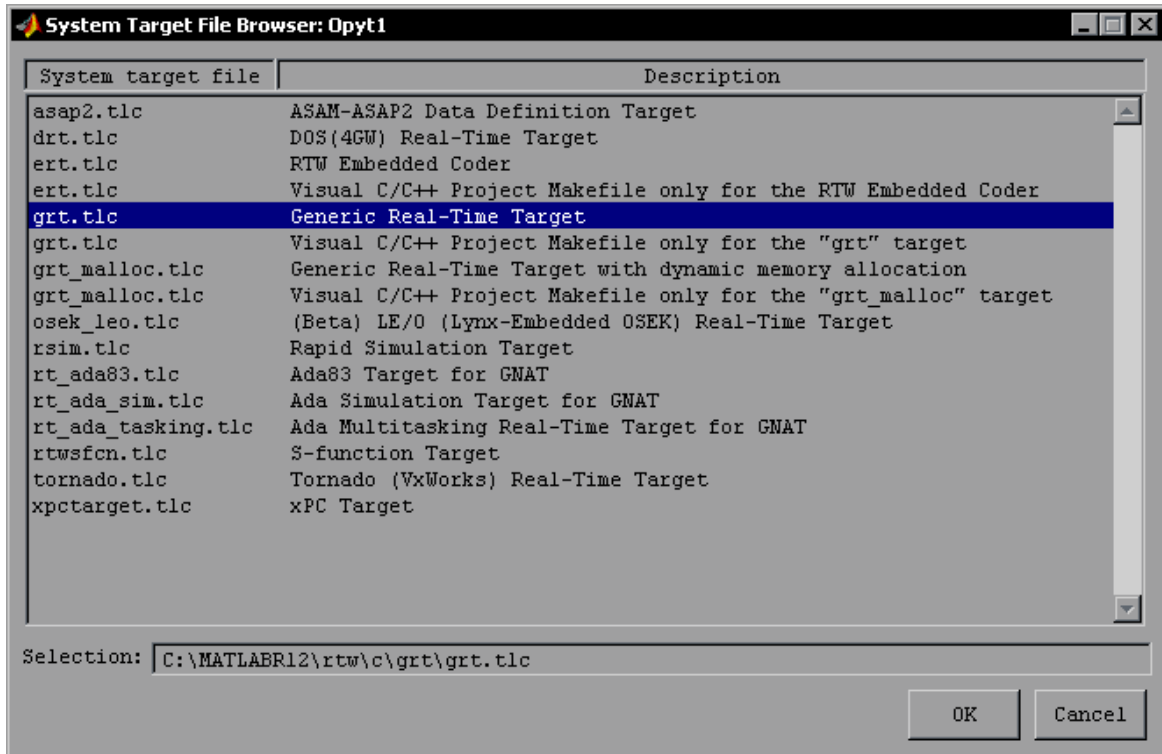 System Target File Browser: Opyt1
System target file Description
asap2.tlc ASAM-ASAP2 Data Definition Target
drt.tlc DOS(4GW) Real-Time Target
ert.tlc RTW Embedded Coder
ert.tlc Visual C/C++ Project Makefile only for the RTW Embedded Coder
grt.tlc Generic Real-Time Target
grt.tlc Visual C/C++ Project Makefile only for the "grt" target
grt_malloc.tlc Generic Real-Time Target with dynamic memory allocation
grt_malloc.tlc Visual C/C++ Project Makefile only for the "grt_malloc" target
osek_leo.tlc (Beta) LE/O (Lynx-Embedded OSEK) Real-Time Target
rsim.tlc Rapid Simulation Target
rt_ada83.tlc Ada83 Target for GNAT
rt_ada_sim.tlc Ada Simulation Target for GNAT
rt_ada_tasking.tlc Ada Multitasking Real-Time Target for GNAT
rtwsfcn.tlc S-function Target
tornado.tlc Tornado (VxWorks) Real-Time Target
xpctarget.tlc xPC Target
Selection: C:\MATLABR12\rtw\c\grt\grt.tlc
OK Cancel